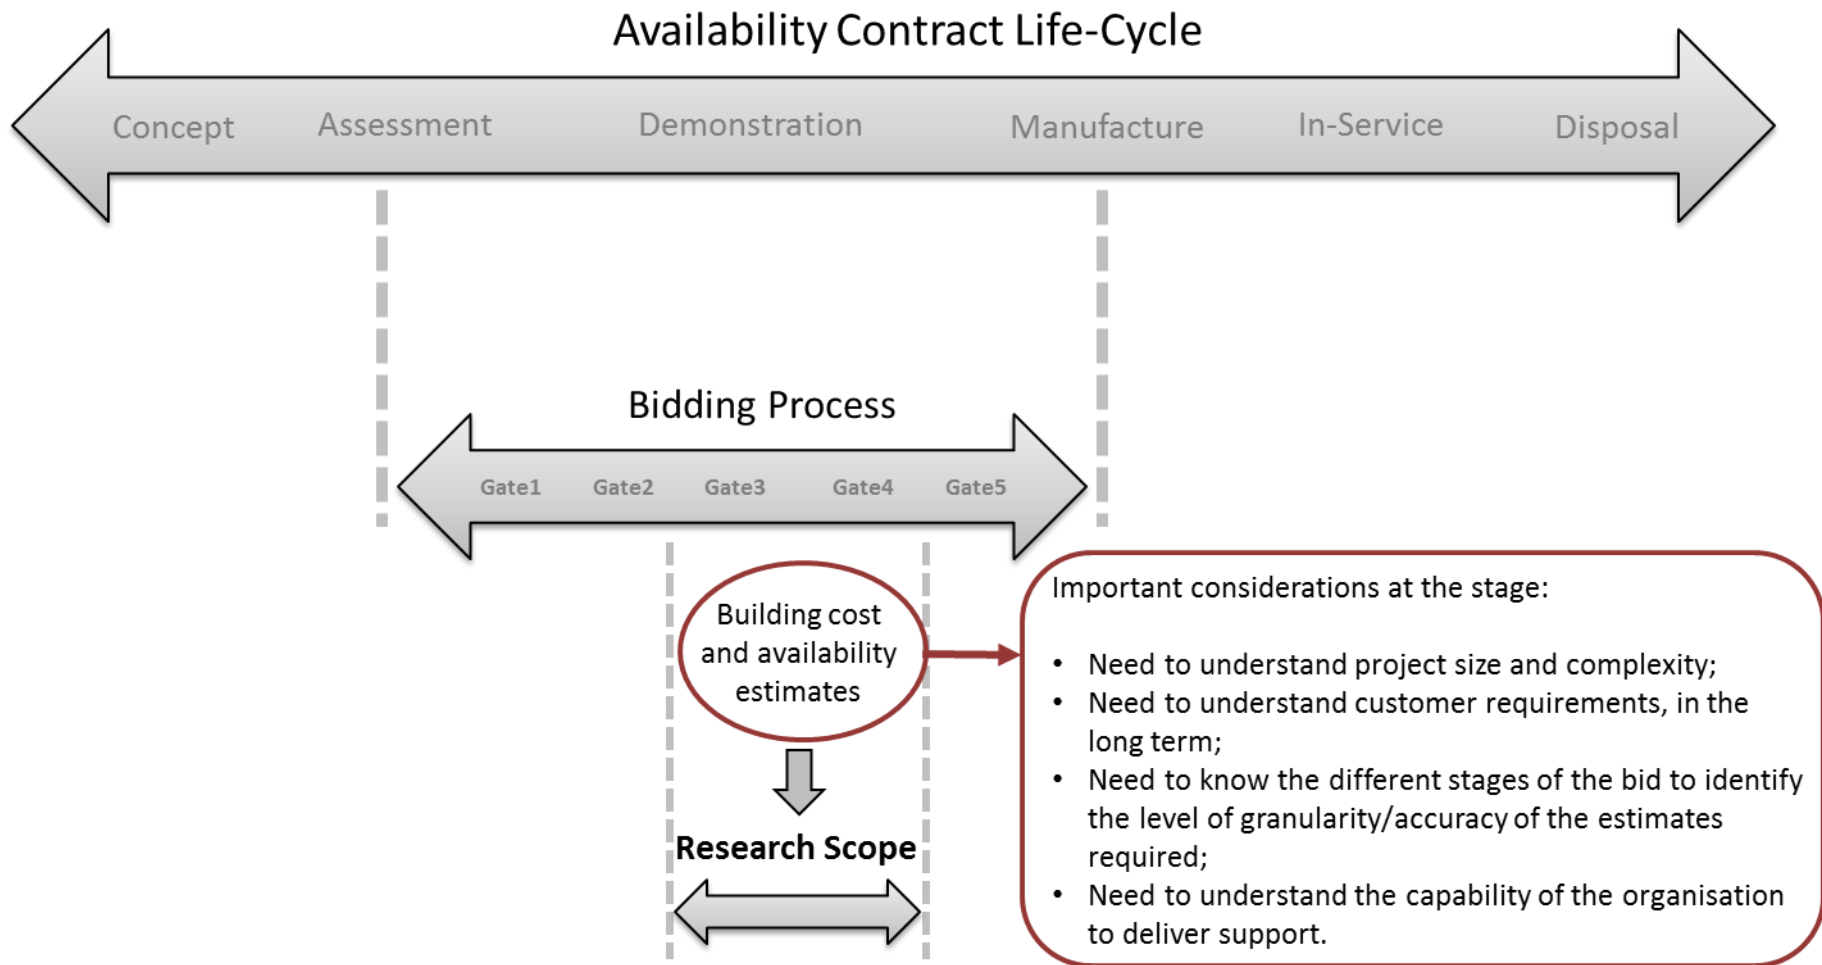 Availability Contract Life-Cycle
Concept Assessment Demonstration Manufacture In-Service Disposal
Bidding Process
Gate1 Gate2 Gate3 Gate4 Gate5
Building cost
and availability
estimates
Research Scope
Important considerations at the stage:
• Need to understand project size and complexity;
• Need to understand customer requirements, in the
long term;
• Need to know the different stages of the bid to identify
the level of granularity/accuracy of the estimates
required;
• Need to understand the capability of the organisation
to deliver support.